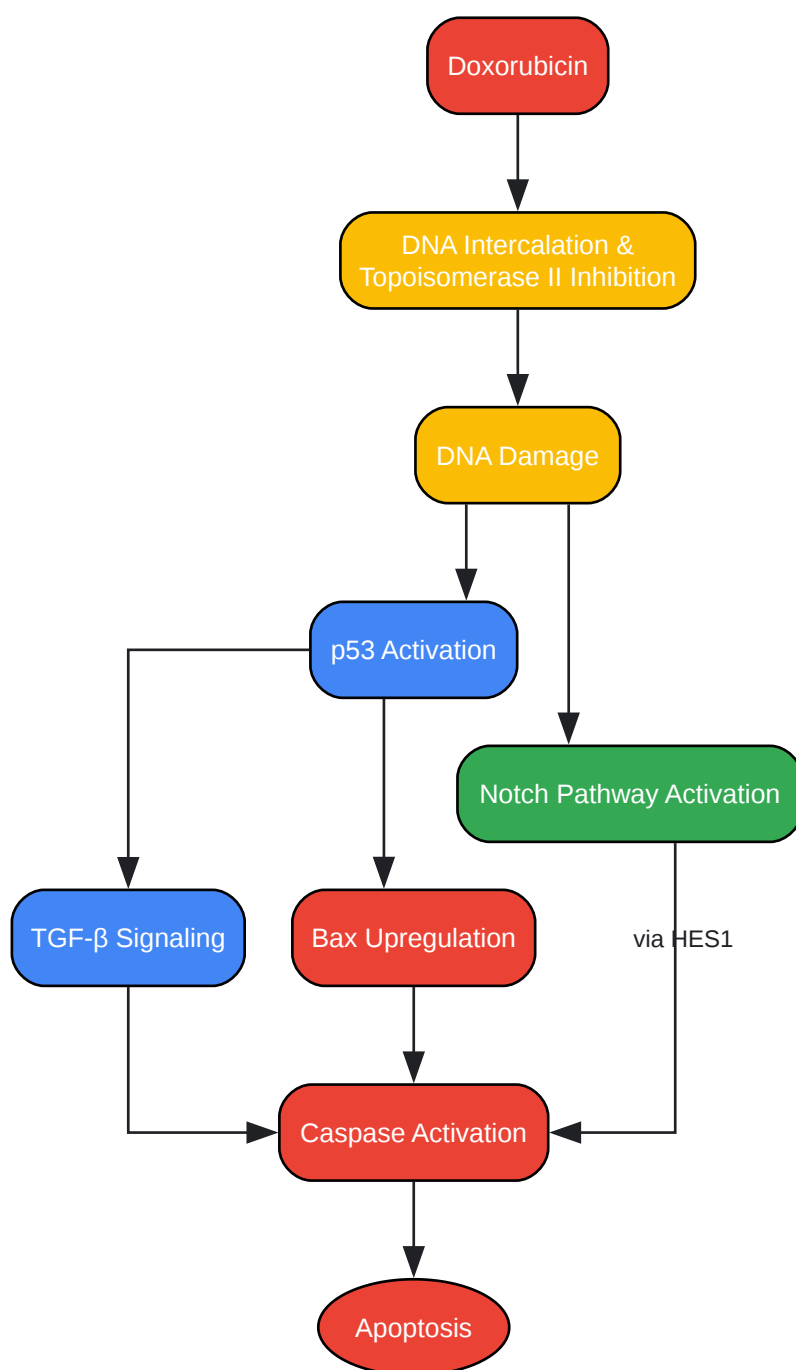 Doxorubicin
DNA Intercalation &
Topoisomerase II Inhibition
DNA Damage
p53 Activation
Notch Pathway Activation
TGF-β Signaling
Bax Upregulation
via HES1
Caspase Activation
Apoptosis